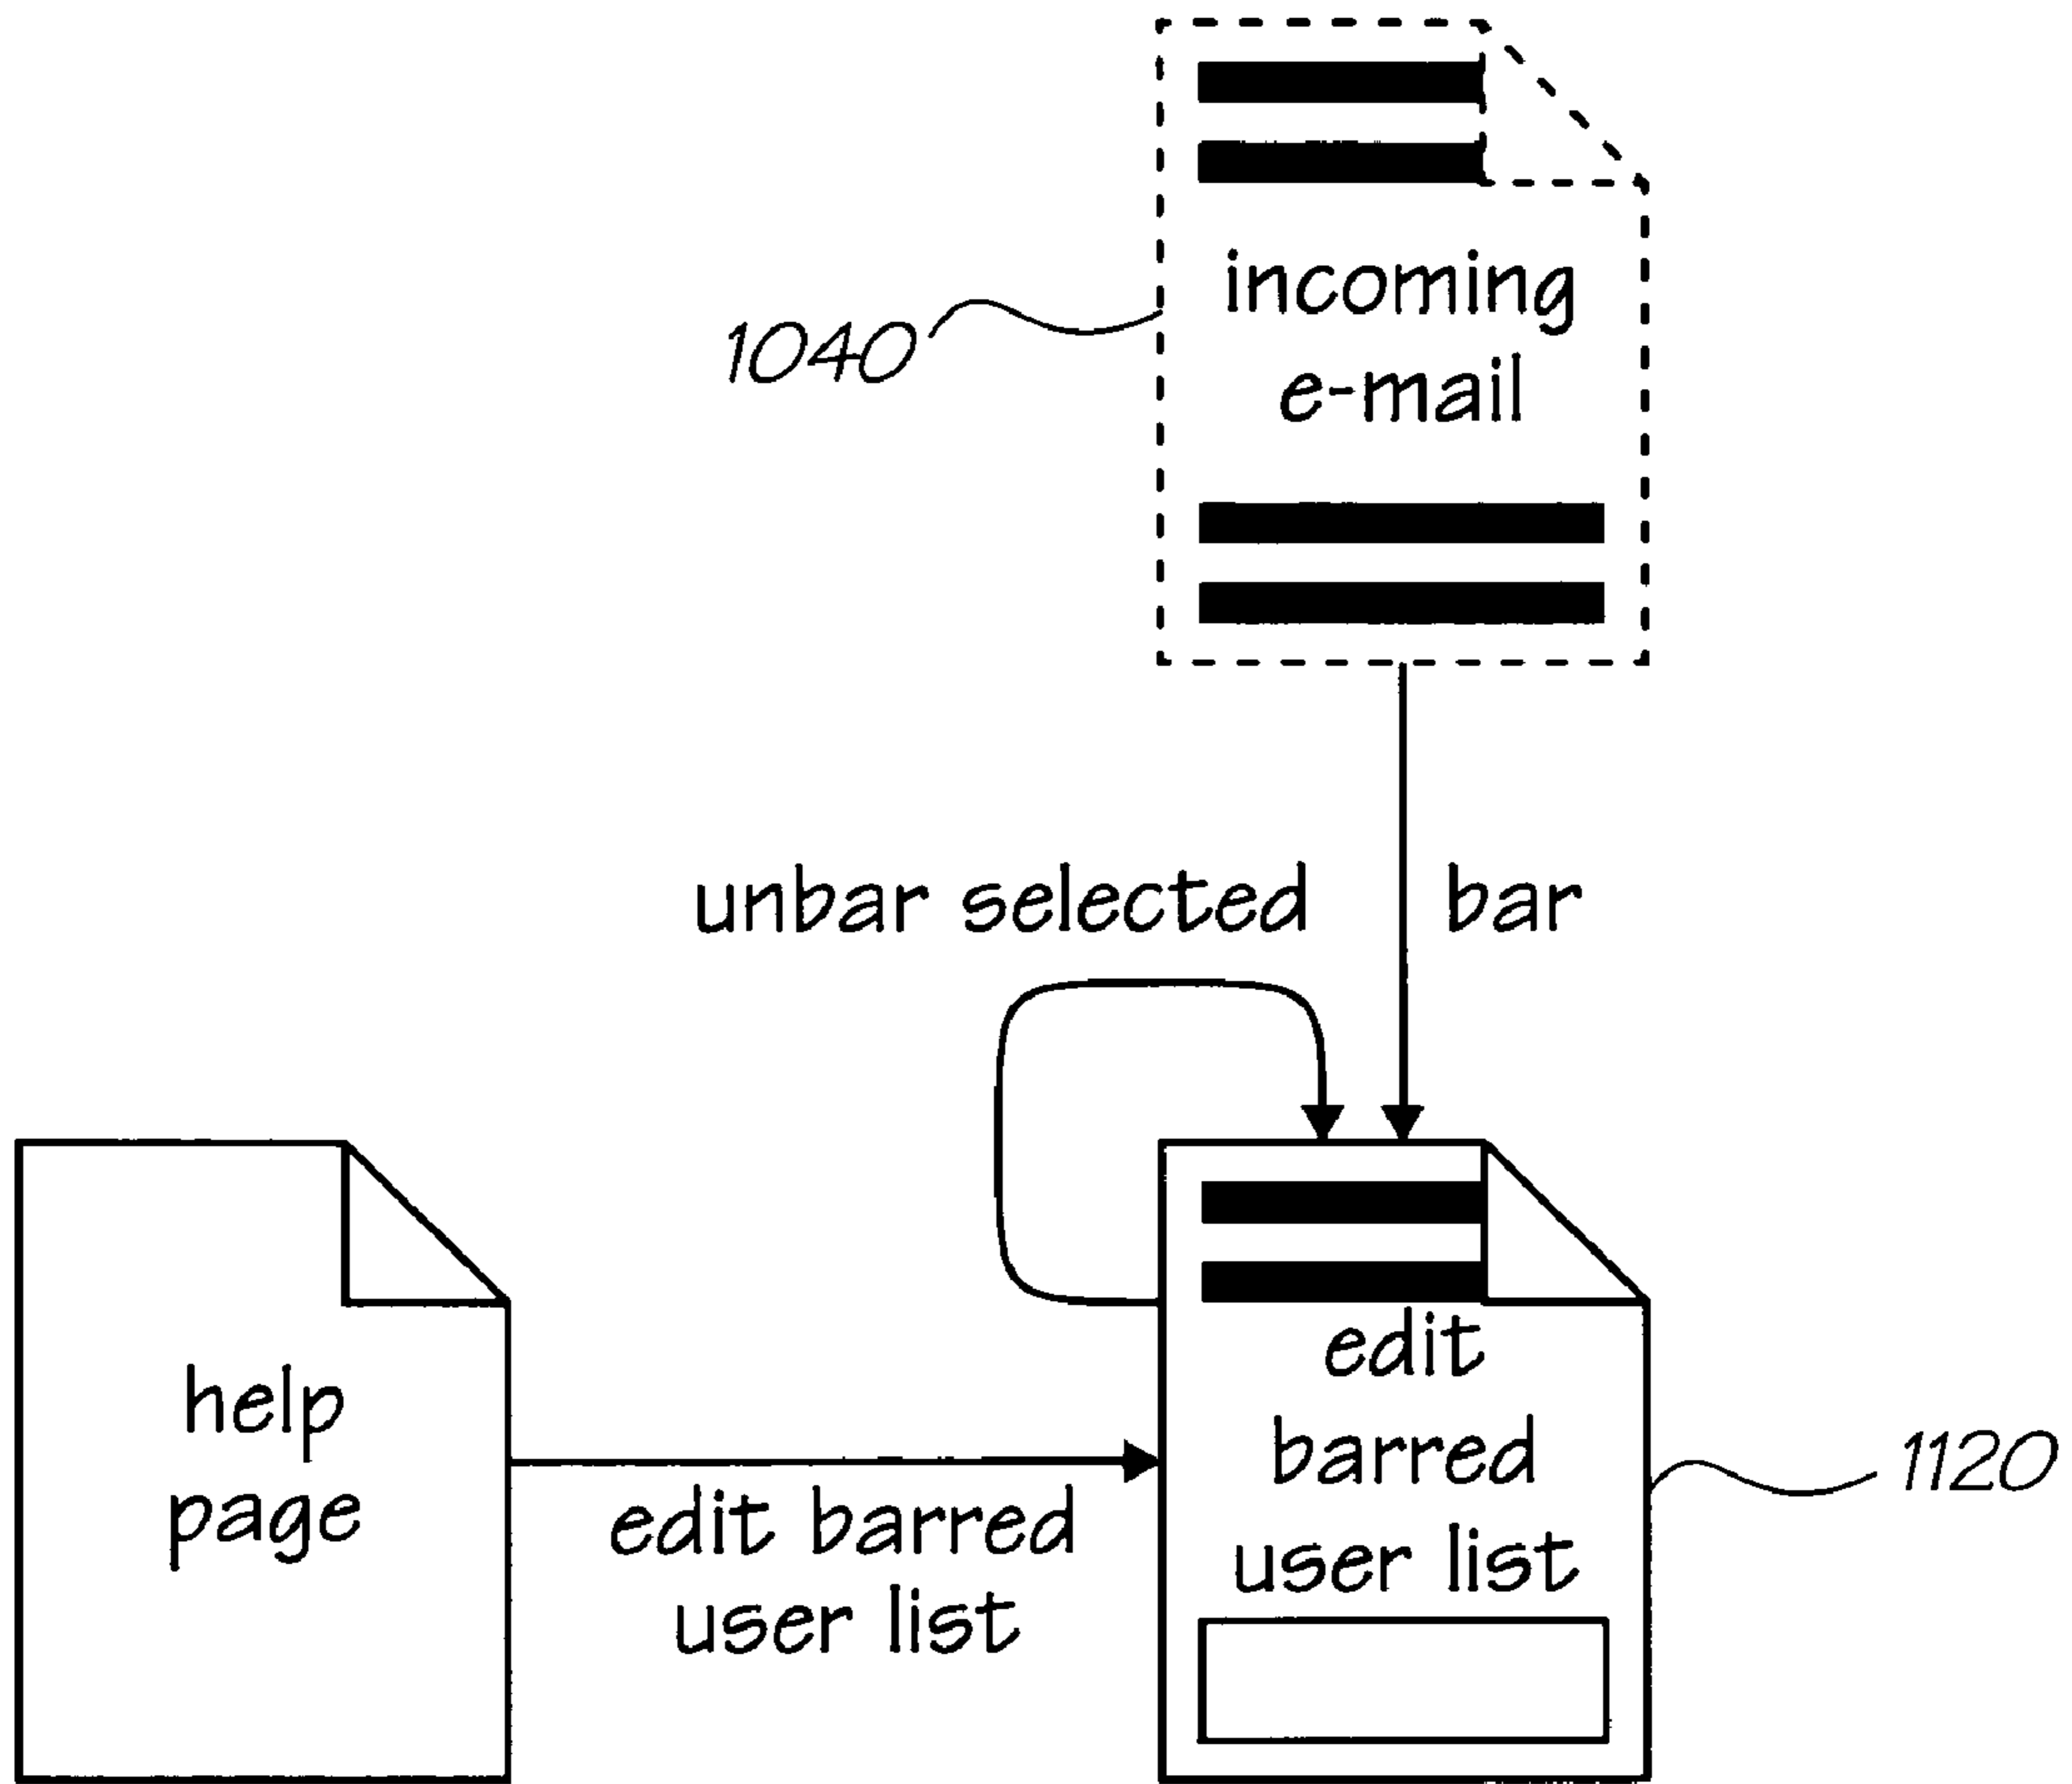 incoming
e-mail
1040
unbar selected
bar
help
page
edit barred
user list
edit
barred
user list
1120